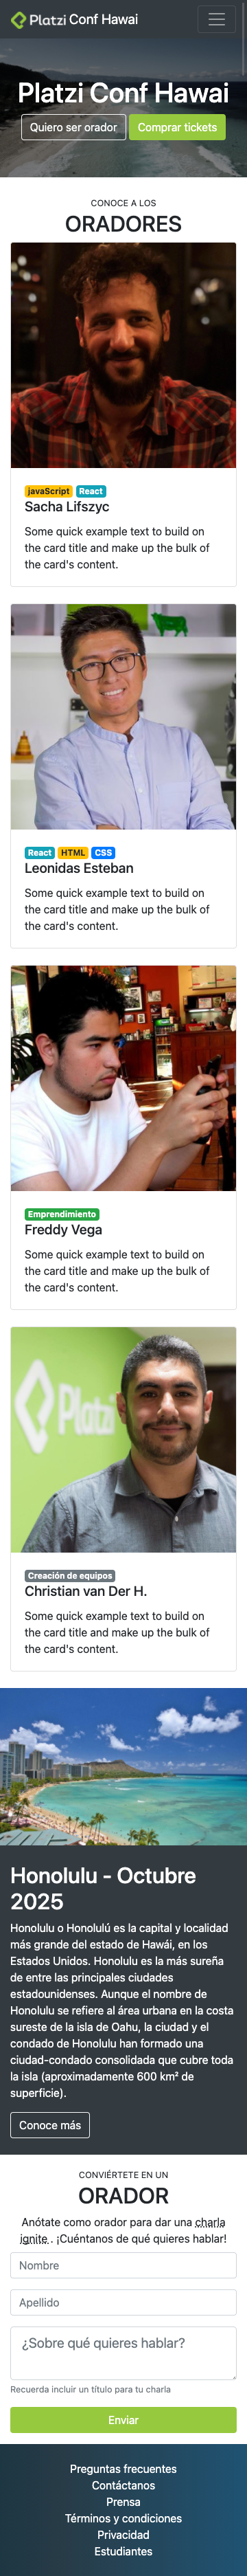 Platzi Conf Hawai
Platzi Conf Hawai
Quiero ser orador Comprar tickets
CONOCE A LOS
ORADORES
javaScript React
Sacha Lifszyc
Some quick example text to build on
the card title and make up the bulk of
the card's content.
React HTML CSS
Leonidas Esteban
Some quick example text to build on
the card title and make up the bulk of
the card's content.
Emprendimiento
Freddy Vega
Some quick example text to build on
the card title and make up the bulk of
the card's content.
Platzi
Creación de equipos
Christian van Der H.
Some quick example text to build on
the card title and make up the bulk of
the card's content.
Honolulu - Octubre
2025
Honolulu o Honolulú es la capital y localidad
más grande del estado de Hawái, en los
Estados Unidos. Honolulu es la más sureña
de entre las principales ciudades
estadounidenses. Aunque el nombre de
Honolulu se refiere al área urbana en la costa
sureste de la isla de Oahu, la ciudad y el
condado de Honolulu han formado una
ciudad-condado consolidada que cubre toda
la isla (aproximadamente 600 km² de
superficie).
Conoce más
CONVIÉRTETE EN UN
ORADOR
Anótate como orador para dar una charla
ignite . ¡Cuéntanos de qué quieres hablar!
Nombre
Apellido
¿Sobre qué quieres hablar?
Recuerda incluir un título para tu charla
Enviar
Preguntas frecuentes
Contáctanos
Prensa
Términos y condiciones
Privacidad
Estudiantes